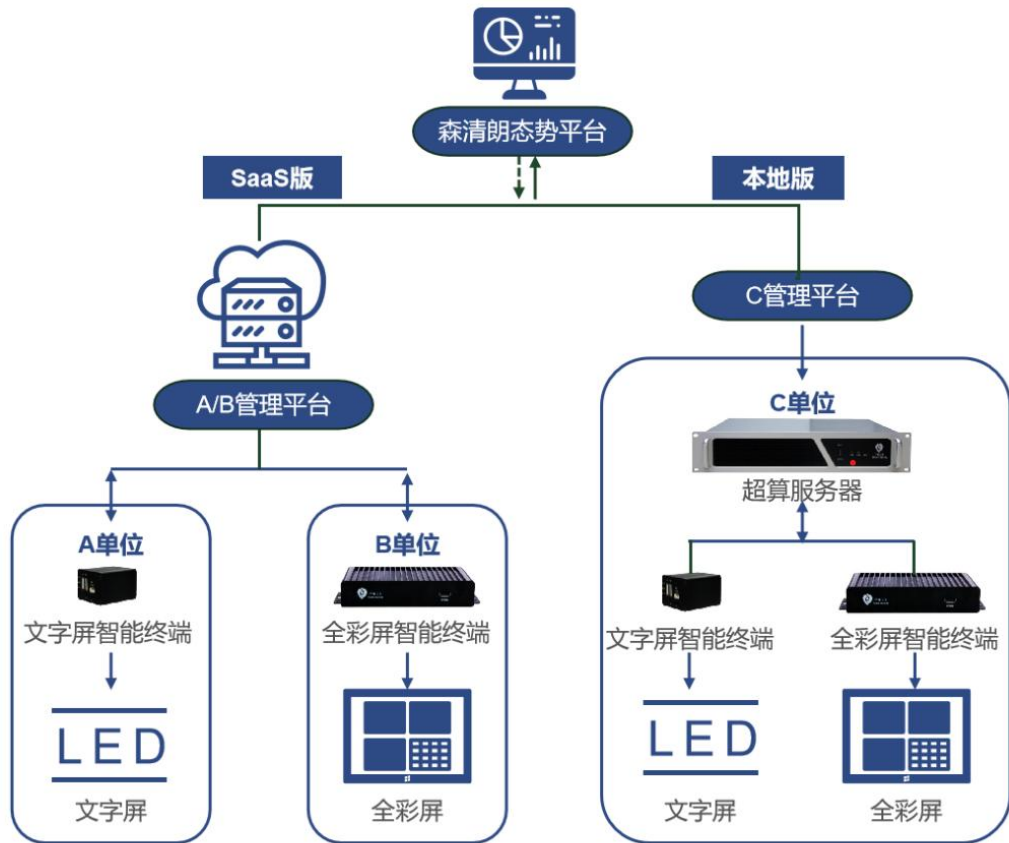 森清朗态势平台
SaaS版
本地版
C管理平台
A/B管理平台
C单位
超算服务器
A单位
B单位
文字屏智能终端
全彩屏智能终端
文字屏智能终端
全彩屏智能终端
LED
LED
文字屏
全彩屏
文字屏
全彩屏